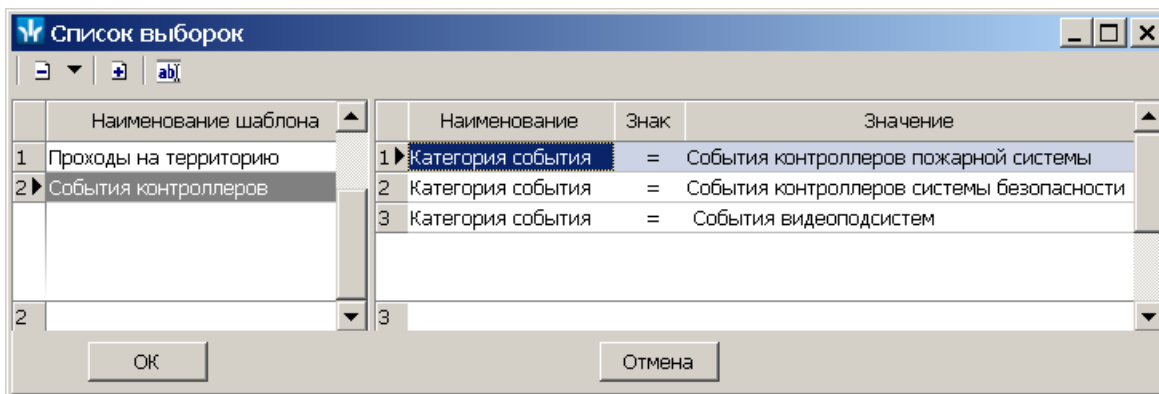 Список выборок
ab
Наименование шаблона Наименование Знак Значение
1 Проходы на территорию 1 Категория события = События контроллеров пожарной системы
2 События контроллеров 2 Категория события = События контроллеров системы безопасности
3 Категория события = События видеоподсистем
2 3
ОК Отмена